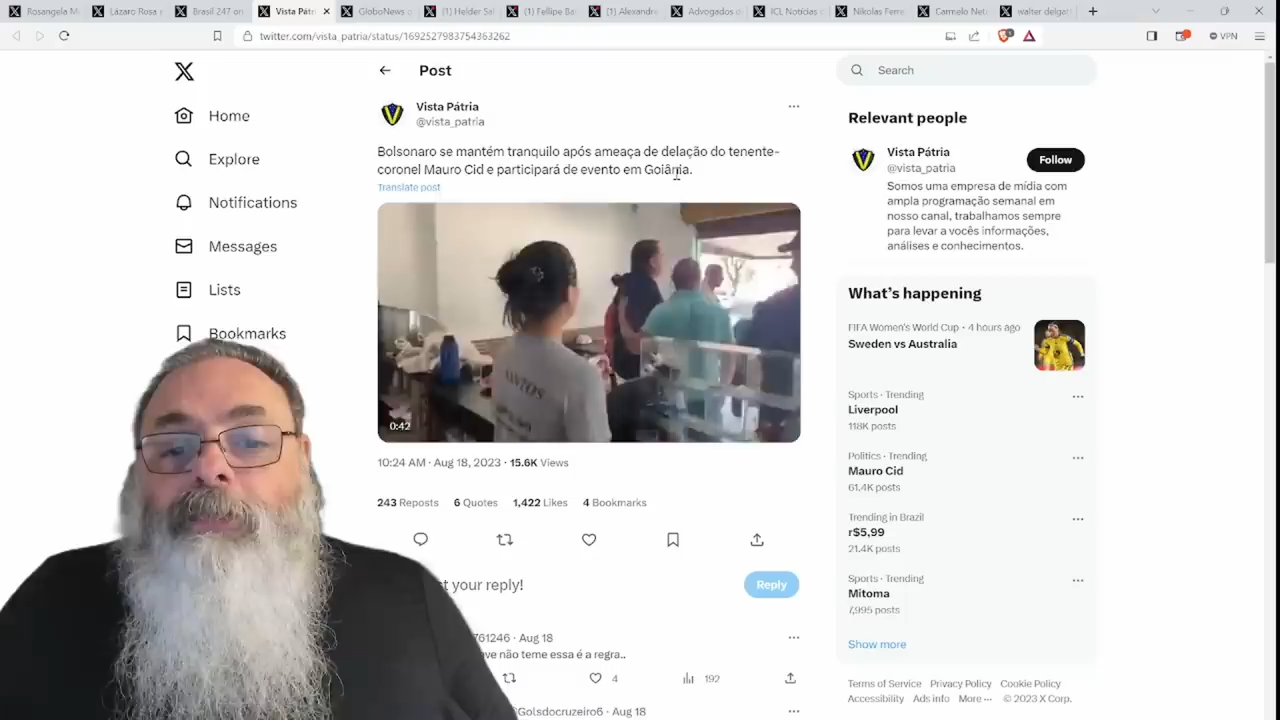 Rosangela M
Lázaro Rosa
Brasil 247 on
Vista Pátri
GloboNews
(1) Helder Sal
(1) Fellipe Ba
(1) Alexandre
Advogados d
ICL Notícias
Nikolas Ferre
Carmelo Net
walter delgat
twitter.com/vista_patria/status/1692527983754363262
VPN
Post
Search
Home
Explore
Notifications
Messages
Lists
Bookmarks
Vista Pátria
@vista_patria
Bolsonaro se mantém tranquilo após ameaça de delação do tenente-
coronel Mauro Cid e participará de evento em Goiânia.
Translate post
0:42
10:24 AM · Aug 18, 2023 · 15.6K Views
243 Reposts 6 Quotes 1,422 Likes 4 Bookmarks
st your reply!
Reply
761246 · Aug 18
ve não teme essa é a regra..
4
192
@Golsdocruzeiro6 · Aug 18
Relevant people
Vista Pátria
@vista_patria
Follow
Somos uma empresa de mídia com
ampla programação semanal em
nosso canal, trabalhamos sempre
para levar a vocês informações,
análises e conhecimentos.
What's happening
FIFA Women's World Cup · 4 hours ago
Sweden vs Australia
Sports · Trending
Liverpool
118K posts
Politics · Trending
Mauro Cid
61.4K posts
Trending in Brazil
r$5,99
21.4K posts
Sports · Trending
Mitoma
7,995 posts
Show more
Terms of Service Privacy Policy Cookie Policy
Accessibility Ads info More ··· © 2023 X Corp.